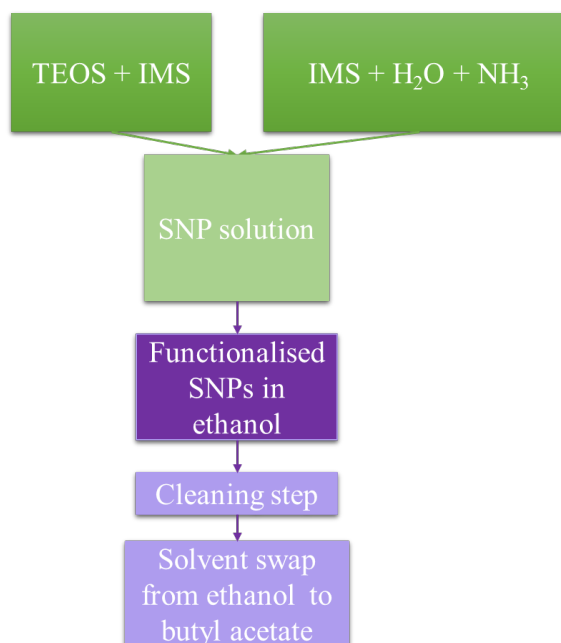 TEOS + IMS
IMS + H₂O + NH₃
SNP solution
Functionalised
SNPs in
ethanol
Cleaning step
Solvent swap
from ethanol to
butyl acetate